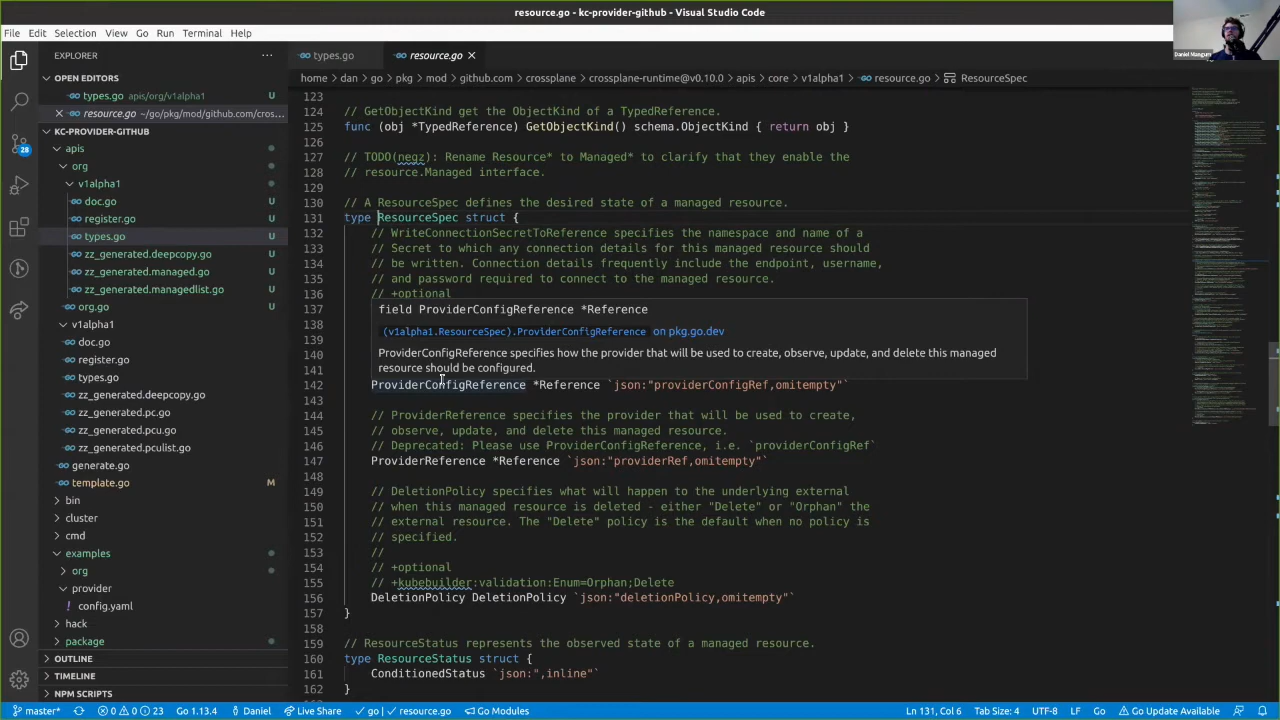 resource.go - kc-provider-github - Visual Studio Code
File Edit Selection View Go Run Terminal Help
Daniel Mangum
EXPLORER
OPEN EDITORS
types.go apis/org/v1alpha1 U
resource.go ~/go/pkg/mod/github.com/cros...
KC-PROVIDER-GITHUB
apis
org
v1alpha1
doc.go U
register.go U
types.go U
zz_generated.deepcopy.go U
zz_generated.managed.go U
zz_generated.managedlist.go U
org.go U
v1alpha1
doc.go
register.go
types.go
zz_generated.deepcopy.go
zz_generated.pc.go
zz_generated.pcu.go
zz_generated.pculist.go
generate.go
template.go M
bin
cluster
cmd
examples
org
provider
config.yaml
hack
package
OUTLINE
TIMELINE
NPM SCRIPTS
28
types.go
resource.go
home > dan > go > pkg > mod > github.com > crossplane > crossplane-runtime@v0.10.0 > apis > core > v1alpha1 > resource.go > ResourceSpec
123
124 // GetObjectKind get the ObjectKind of a TypedReference.
125 func (obj *TypedReference) GetObjectKind() schema.ObjectKind { return obj }
126
127 // TODO(negz): Rename Resource* to Managed* to clarify that they enable the
128 // resource.Managed interface.
129
130 // A ResourceSpec defines the desired state of a managed resource.
131 type ResourceSpec struct {
132 // WriteConnectionSecretToReference specifies the namespace and name of a
133 // Secret to which any connection details for this managed resource should
134 // be written. Connection details frequently include the endpoint, username,
135 // and password required to connect to the managed resource.
136 // +optional
137
138
139
140
141
field ProviderConfigReference *Reference
(v1alpha1.ResourceSpec).ProviderConfigReference on pkg.go.dev
ProviderConfigReference specifies how the provider that will be used to create, observe, update, and delete this managed
resource should be configured.
142 ProviderConfigReference *Reference `json:"providerConfigRef,omitempty"`
143
144 // ProviderReference specifies the provider that will be used to create,
145 // observe, update, and delete this managed resource.
146 // Deprecated: Please use ProviderConfigReference, i.e. `providerConfigRef`
147 ProviderReference *Reference `json:"providerRef,omitempty"`
148
149 // DeletionPolicy specifies what will happen to the underlying external
150 // when this managed resource is deleted - either "Delete" or "Orphan" the
151 // external resource. The "Delete" policy is the default when no policy is
152 // specified.
153 //
154 // +optional
155 // +kubebuilder:validation:Enum=Orphan;Delete
156 DeletionPolicy DeletionPolicy `json:"deletionPolicy,omitempty"`
157 }
158
159 // ResourceStatus represents the observed state of a managed resource.
160 type ResourceStatus struct {
161 ConditionedStatus `json:",inline"`
162 }
master* 0 0 23 Go 1.13.4 Daniel Live Share go resource.go Go Modules Ln 131, Col 6 Tab Size: 4 UTF-8 LF Go Go Update Available